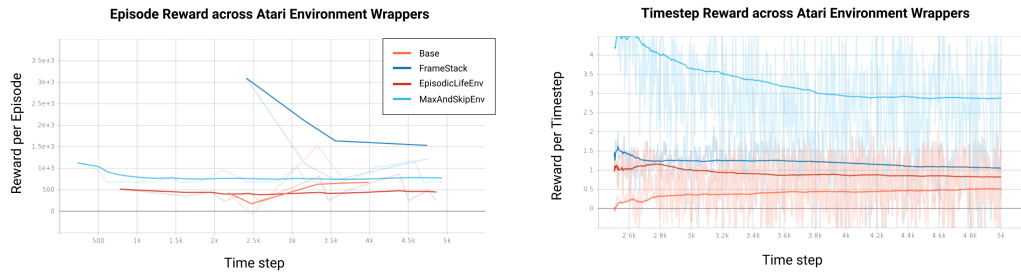 Episode Reward across Atari Environment Wrappers
Reward per Episode
3.5e+3
3e+3
2.5e+3
2e+3
1.5e+3
1e+3
500
0
Base
FrameStack
EpisodicLifeEnv
MaxAndSkipEnv
500 1k 1.5k 2k 2.5k 3k 3.5k 4k 4.5k 5k
Time step
Timestep Reward across Atari Environment Wrappers
Reward per Timestep
4
3.5
3
2.5
2
1.5
1
0.5
0
2.6k 2.8k 3k 3.2k 3.4k 3.6k 3.8k 4k 4.2k 4.4k 4.6k 4.8k 5k
Time step